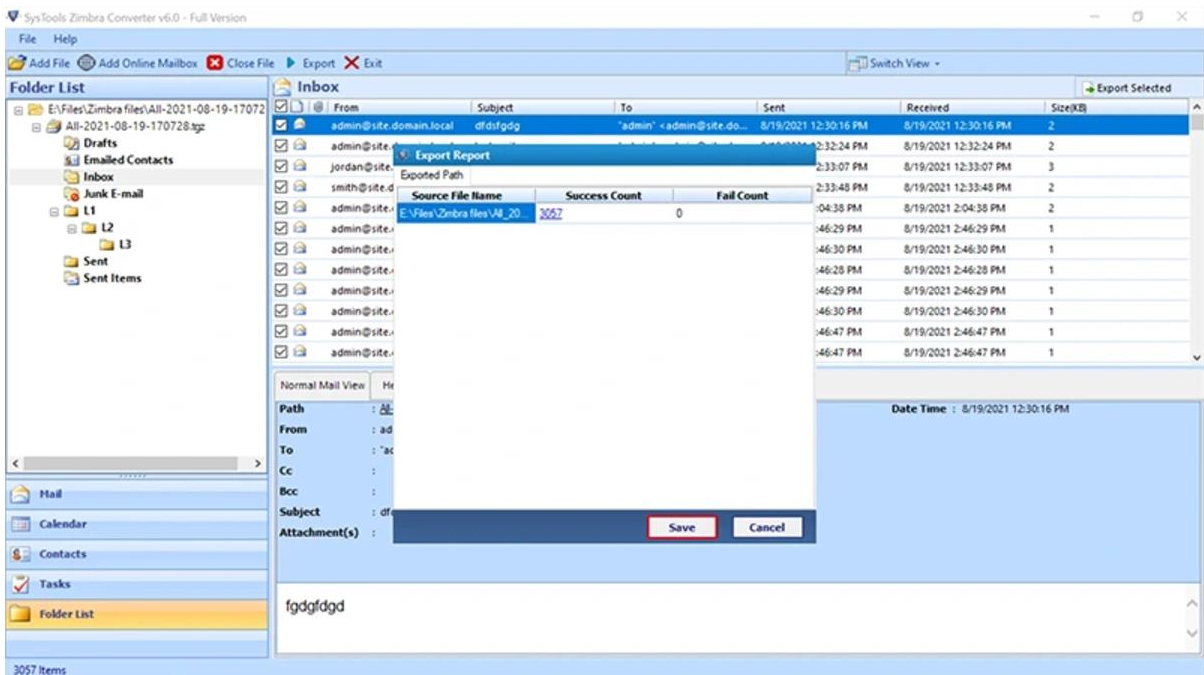 SysTools Zimbra Converter v6.0 - Full Version
File Help
Add File Add Online Mailbox Close File Export Exit Switch View
Folder List
E:\Files\Zimbra files\All-2021-08-19-17072
All-2021-08-19-170728.tgz
Drafts
Emailed Contacts
Inbox
Junk E-mail
L1
L2
L3
Sent
Sent Items
Mail
Calendar
Contacts
Tasks
Folder List
3057 Items
Inbox Export Selected
From Subject To Sent Received Size(KB)
admin@site.domain.local dfdsfgdg "admin" <admin@site.do... 8/19/2021 12:30:16 PM 8/19/2021 12:30:16 PM 2
admin@site. 2:32:24 PM 8/19/2021 12:32:24 PM 2
jordan@site. 2:33:07 PM 8/19/2021 12:33:07 PM 3
smith@site.d 2:33:48 PM 8/19/2021 12:33:48 PM 2
admin@site. :04:38 PM 8/19/2021 2:04:38 PM 2
admin@site. :46:29 PM 8/19/2021 2:46:29 PM 1
admin@site. :46:30 PM 8/19/2021 2:46:30 PM 1
admin@site. :46:28 PM 8/19/2021 2:46:28 PM 1
admin@site. :46:29 PM 8/19/2021 2:46:29 PM 1
admin@site. :46:30 PM 8/19/2021 2:46:30 PM 1
admin@site. :46:47 PM 8/19/2021 2:46:47 PM 1
admin@site. :46:47 PM 8/19/2021 2:46:47 PM 1
Export Report
Exported Path
Source File Name Success Count Fail Count
E:\Files\Zimbra files\All_20... 3057 0
Save Cancel
Normal Mail View He
Path : All- Date Time : 8/19/2021 12:30:16 PM
From : ad
To : "ad
Cc :
Bcc :
Subject : dfd
Attachment(s) :
fgdgfdgd